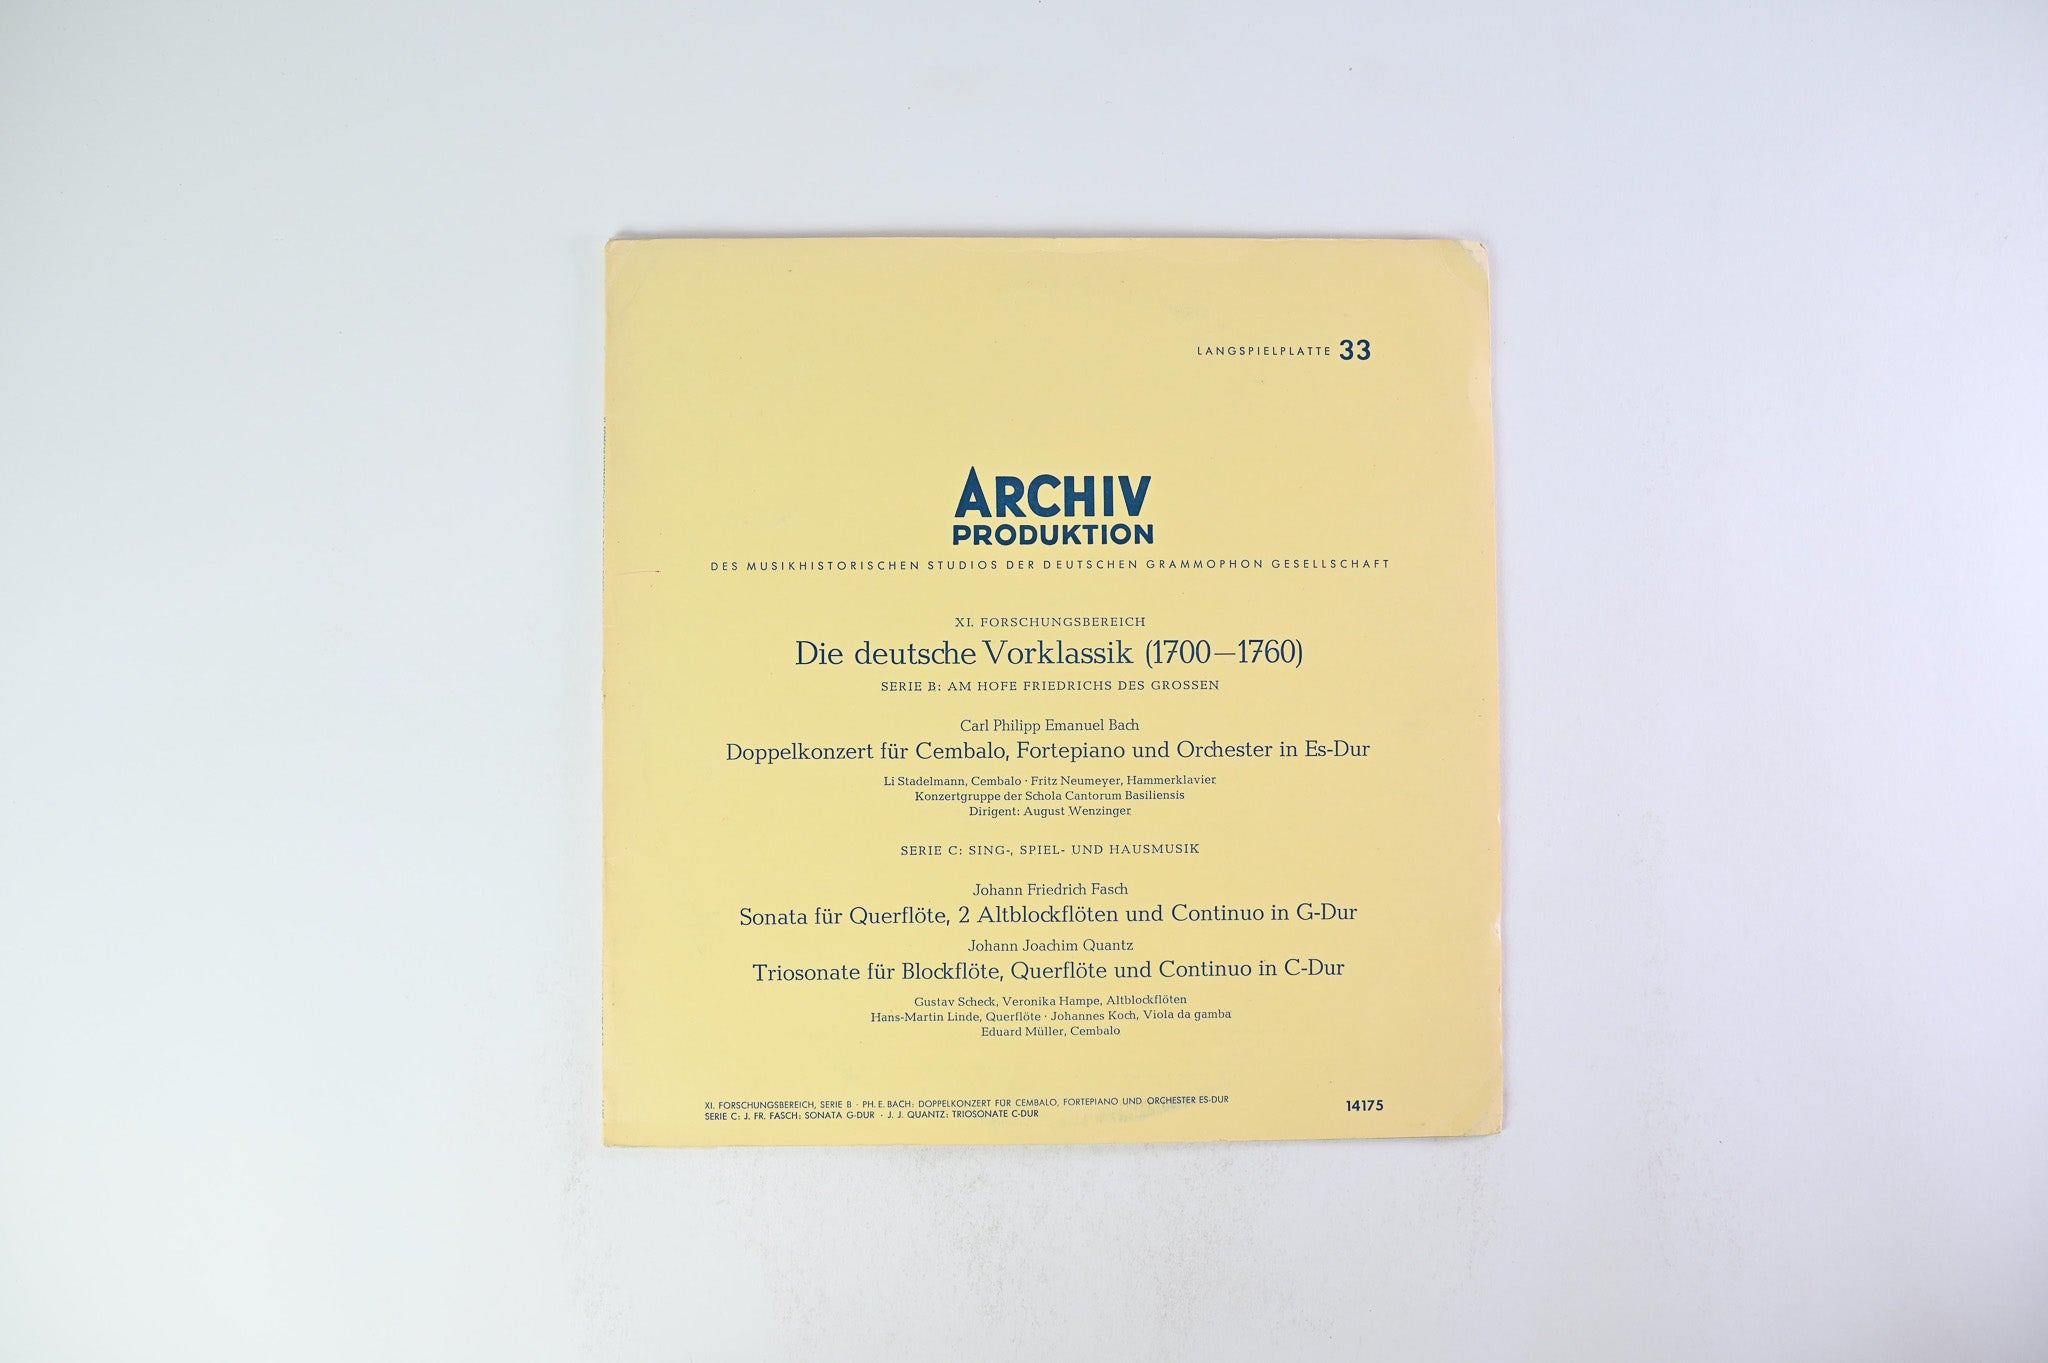 LANGSPIELPLATTE 33
ARCHIV
PRODUKTION
DES MUSIKHISTORISCHEN STUDIOS DER DEUTSCHEN GRAMMOPHON GESELLSCHAFT
XI. FORSCHUNGSBEREICH
Die deutsche Vorklassik (1700—1760)
SERIE B: AM HOFE FRIEDRICHS DES GROSSEN
Carl Philipp Emanuel Bach
Doppelkonzert für Cembalo, Fortepiano und Orchester in Es-Dur
Li Stadelmann, Cembalo · Fritz Neumeyer, Hammerklavier
Konzertgruppe der Schola Cantorum Basiliensis
Dirigent: August Wenzinger
SERIE C: SING-, SPIEL- UND HAUSMUSIK
Johann Friedrich Fasch
Sonata für Querflöte, 2 Altblockflöten und Continuo in G-Dur
Johann Joachim Quantz
Triosonate für Blockflöte, Querflöte und Continuo in C-Dur
Gustav Scheck, Veronika Hampe, Altblockflöten
Hans-Martin Linde, Querflöte · Johannes Koch, Viola da gamba
Eduard Müller, Cembalo
XI. FORSCHUNGSBEREICH, SERIE B · PH. E. BACH: DOPPELKONZERT FÜR CEMBALO, FORTEPIANO UND ORCHESTER ES-DUR
SERIE C: J. FR. FASCH: SONATA G-DUR · J. J. QUANTZ: TRIOSONATE C-DUR
14175